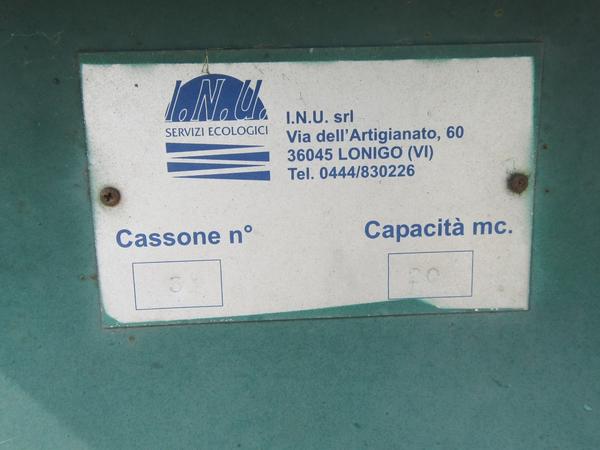 I.N.U.
SERVIZI ECOLOGICI
I.N.U. srl
Via dell'Artigianato, 60
36045 LONIGO (VI)
Tel. 0444/830226
Cassone n°
Capacità mc.